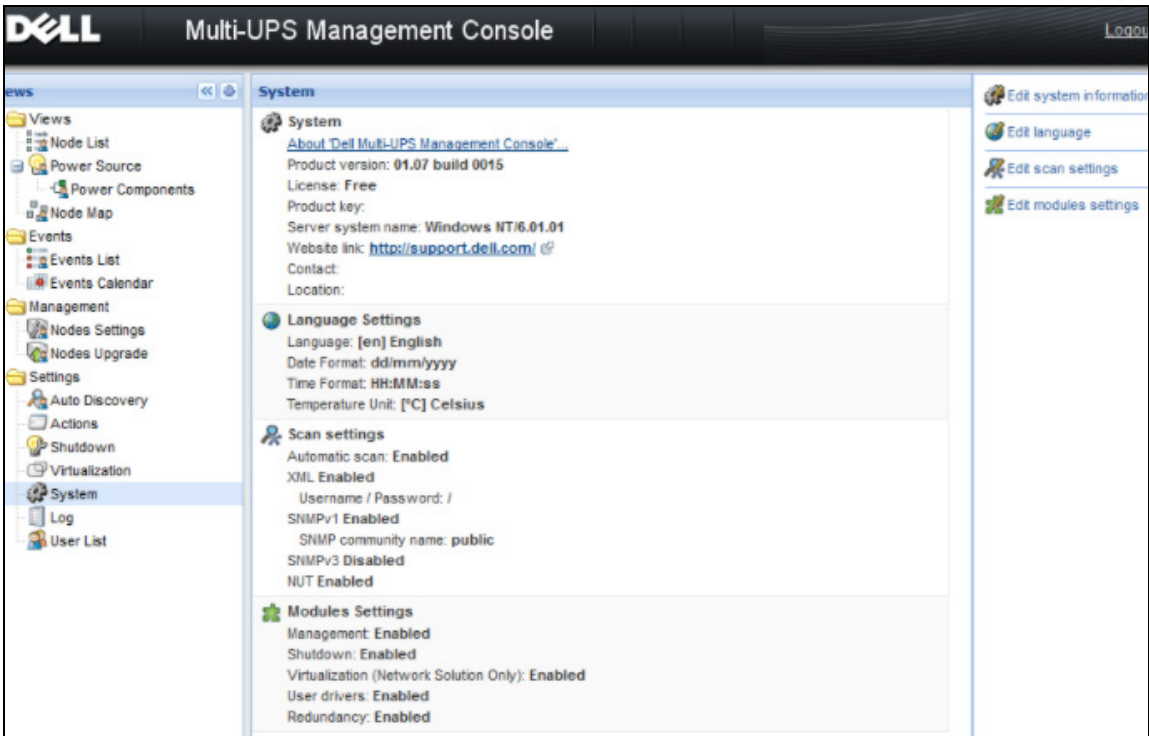 DELL Multi-UPS Management Console
Logou
ews
Views
Node List
Power Source
Power Components
Node Map
Events
Events List
Events Calendar
Management
Nodes Settings
Nodes Upgrade
Settings
Auto Discovery
Actions
Shutdown
Virtualization
System
Log
User List
System
System
About 'Dell Multi-UPS Management Console'...
Product version: 01.07 build 0015
License: Free
Product key:
Server system name: Windows NT/6.01.01
Website link: http://support.dell.com/
Contact:
Location:
Language Settings
Language: [en] English
Date Format: dd/mm/yyyy
Time Format: HH:MM:ss
Temperature Unit: [°C] Celsius
Scan settings
Automatic scan: Enabled
XML Enabled
Username / Password: /
SNMPv1 Enabled
SNMP community name: public
SNMPv3 Disabled
NUT Enabled
Modules Settings
Management: Enabled
Shutdown: Enabled
Virtualization (Network Solution Only): Enabled
User drivers: Enabled
Redundancy: Enabled
Edit system information
Edit language
Edit scan settings
Edit modules settings